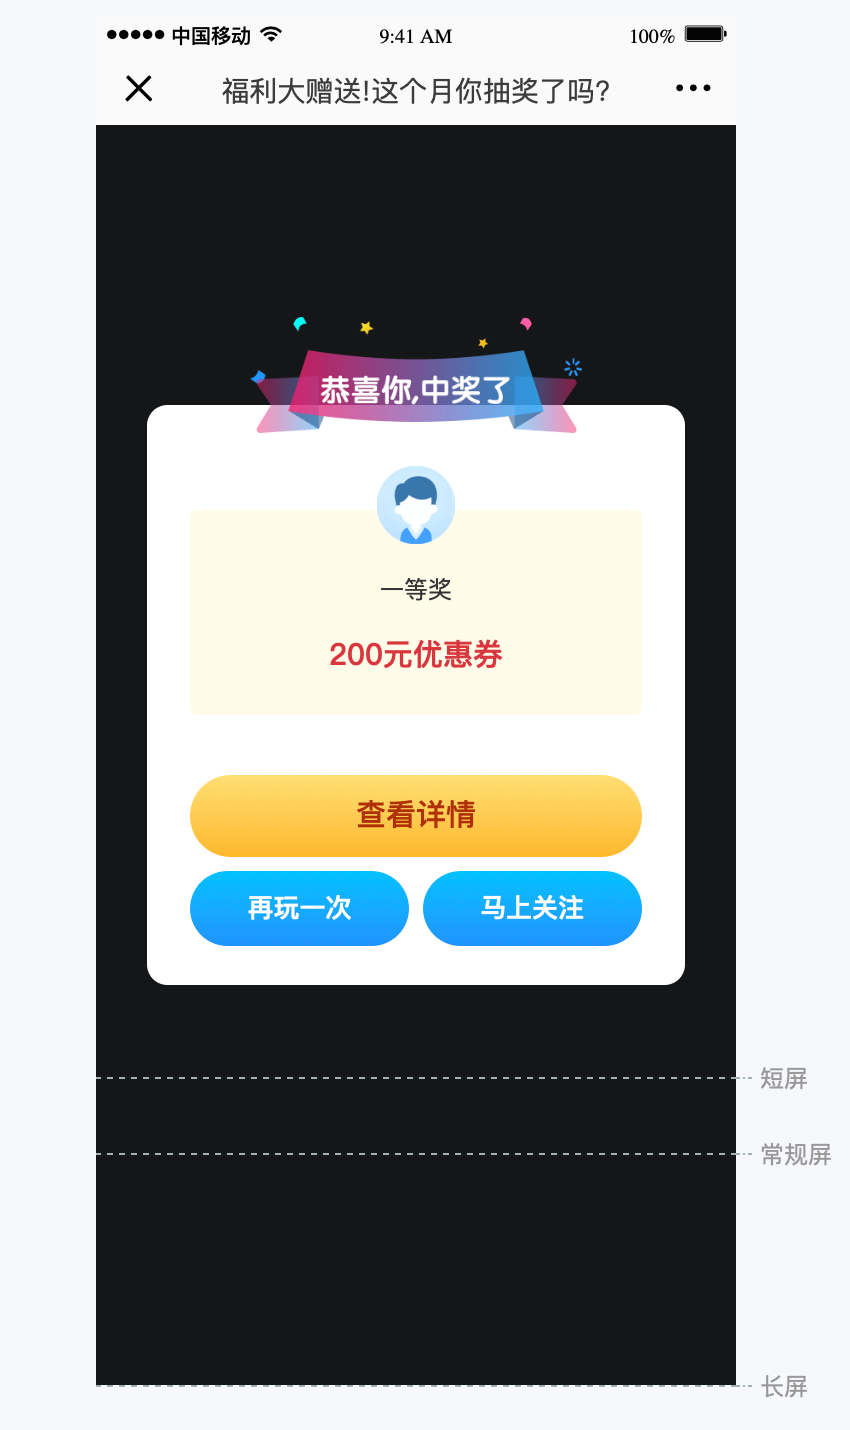 中国移动 9:41 AM 100%
福利大赠送!这个月你抽奖了吗?
恭喜你,中奖了
一等奖
200元优惠券
查看详情
再玩一次 马上关注
短屏
常规屏
长屏